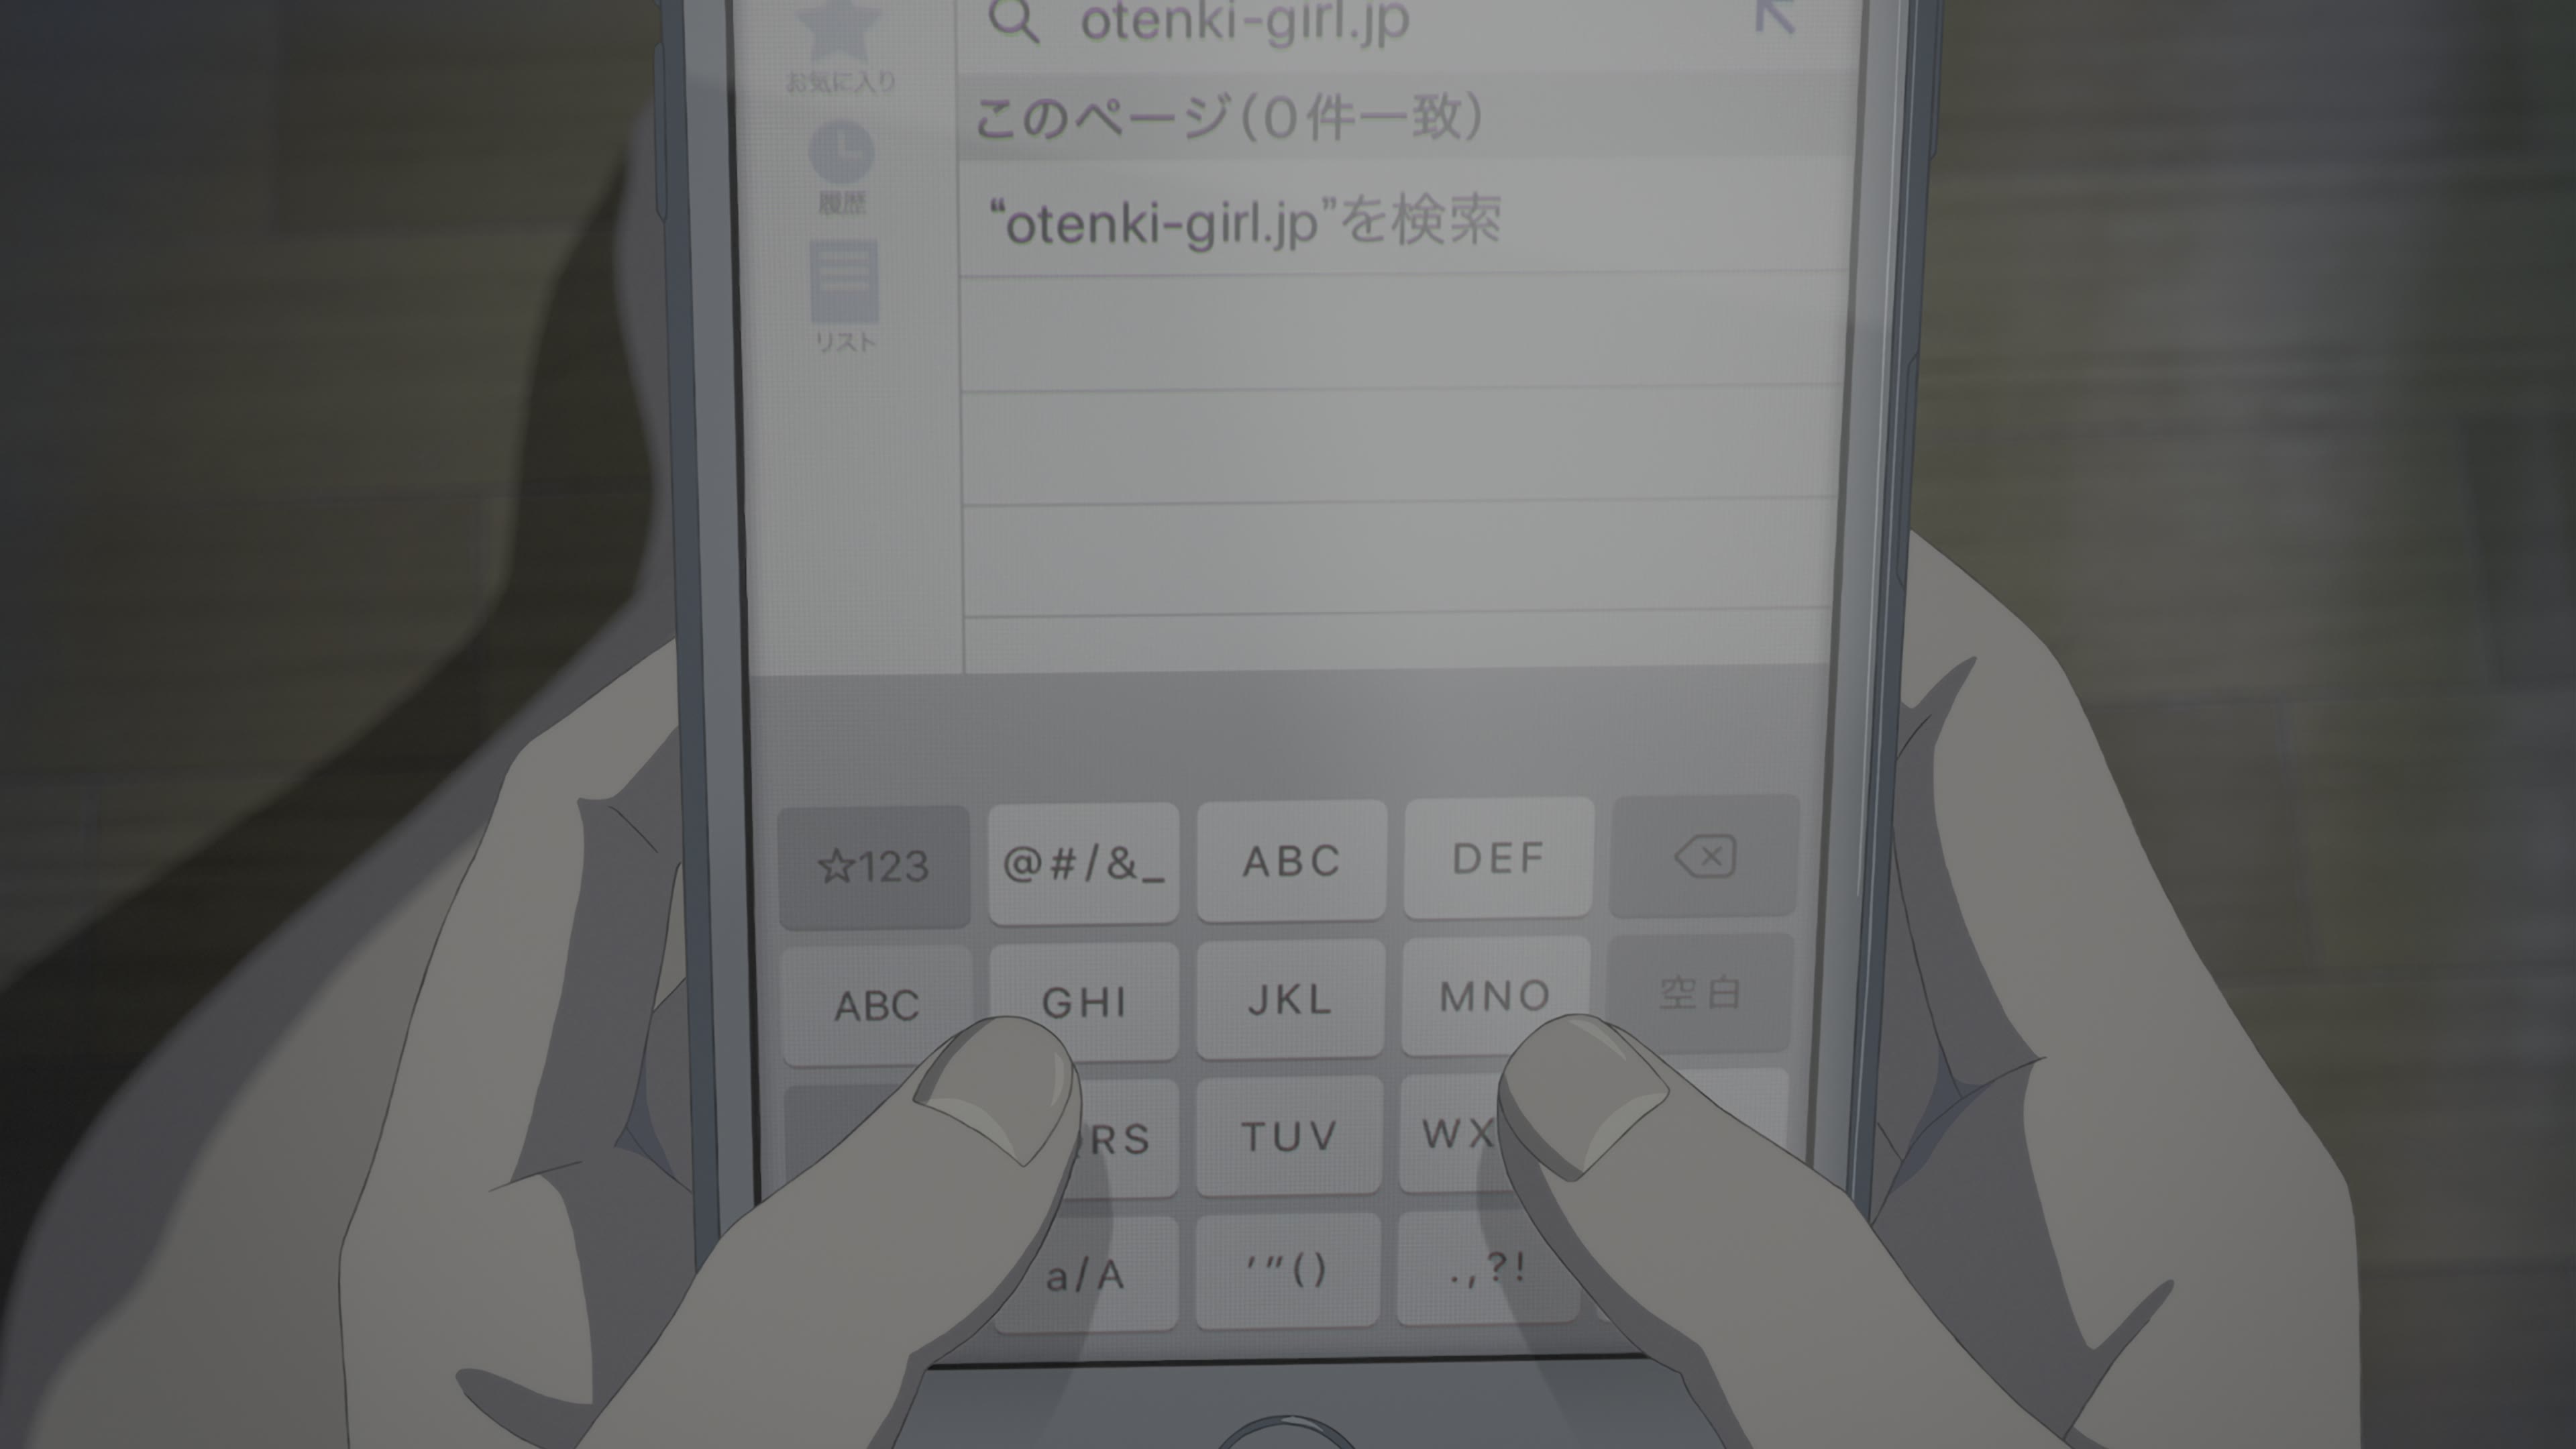 otenki-girl.jp
お気に入り
このページ(0件一致)
履歴
“otenki-girl.jp”を検索
リスト
☆123 @#/&_ ABC DEF
ABC GHI JKL MNO 空白
RS TUV WX
a/A '"() .,?!